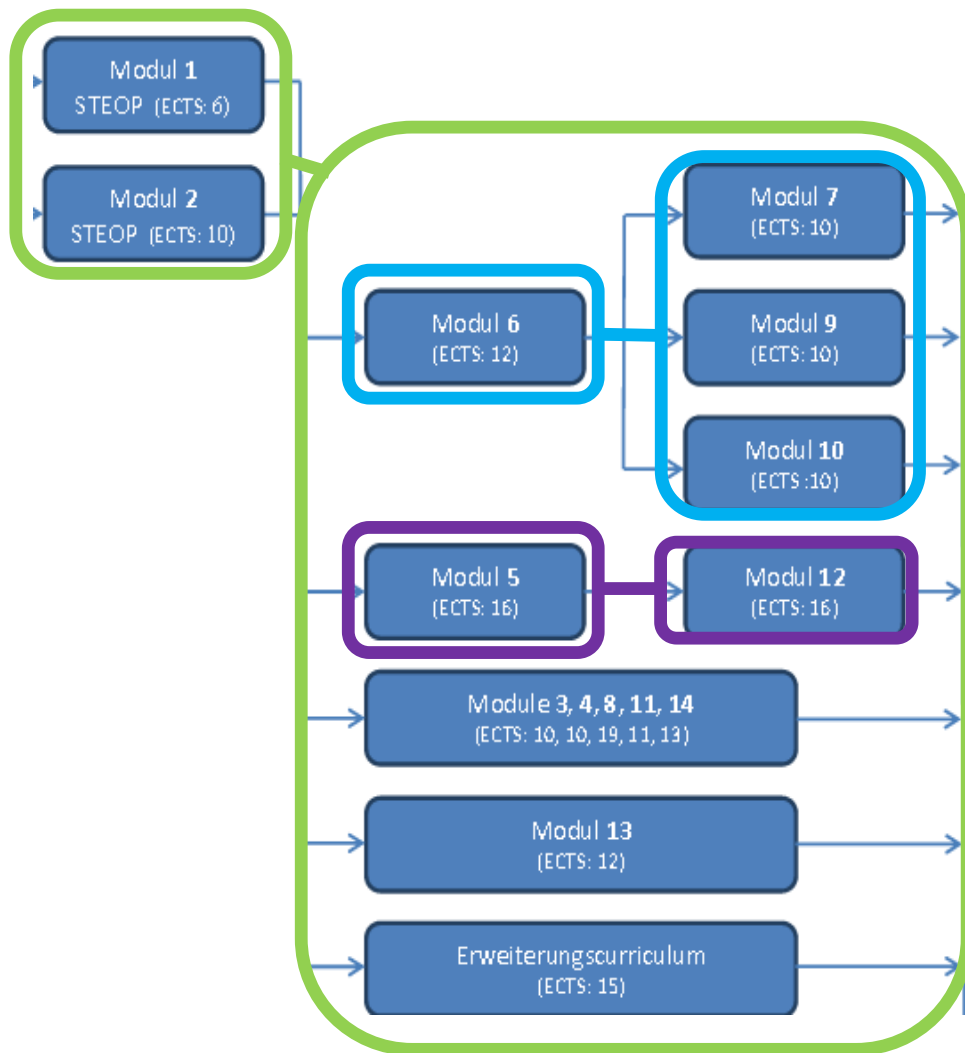 Modul 1
STEOP (ECTS: 6)
Modul 2
STEOP (ECTS: 10)
Modul 6
(ECTS: 12)
Modul 7
(ECTS: 10)
Modul 9
(ECTS: 10)
Modul 10
(ECTS :10)
Modul 5
(ECTS: 16)
Modul 12
(ECTS: 16)
Module 3, 4, 8, 11, 14
(ECTS: 10, 10, 19, 11, 13)
Modul 13
(ECTS: 12)
Erweiterungscurriculum
(ECTS: 15)